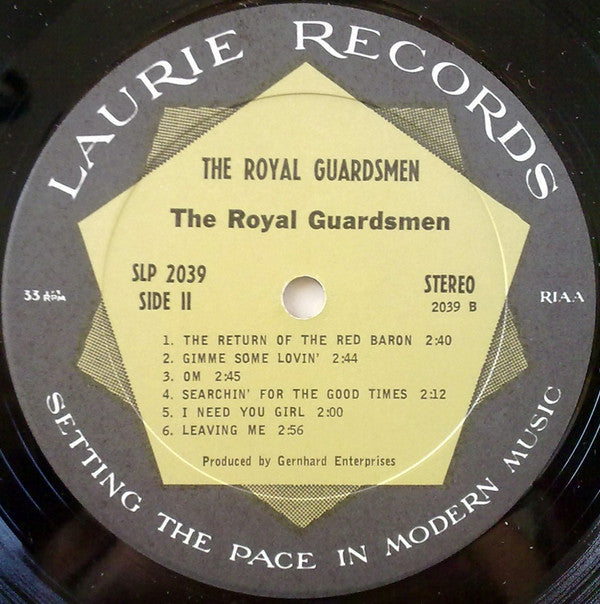 LAURIE RECORDS
THE ROYAL GUARDSMEN
The Royal Guardsmen
SLP 2039
SIDE II
STEREO
2039 B
33 1/3 RPM
RIAA
1. THE RETURN OF THE RED BARON 2:40
2. GIMME SOME LOVIN' 2:44
3. OM 2:45
4. SEARCHIN' FOR THE GOOD TIMES 2:12
5. I NEED YOU GIRL 2:00
6. LEAVING ME 2:56
Produced by Gernhard Enterprises
SETTING THE PACE IN MODERN MUSIC